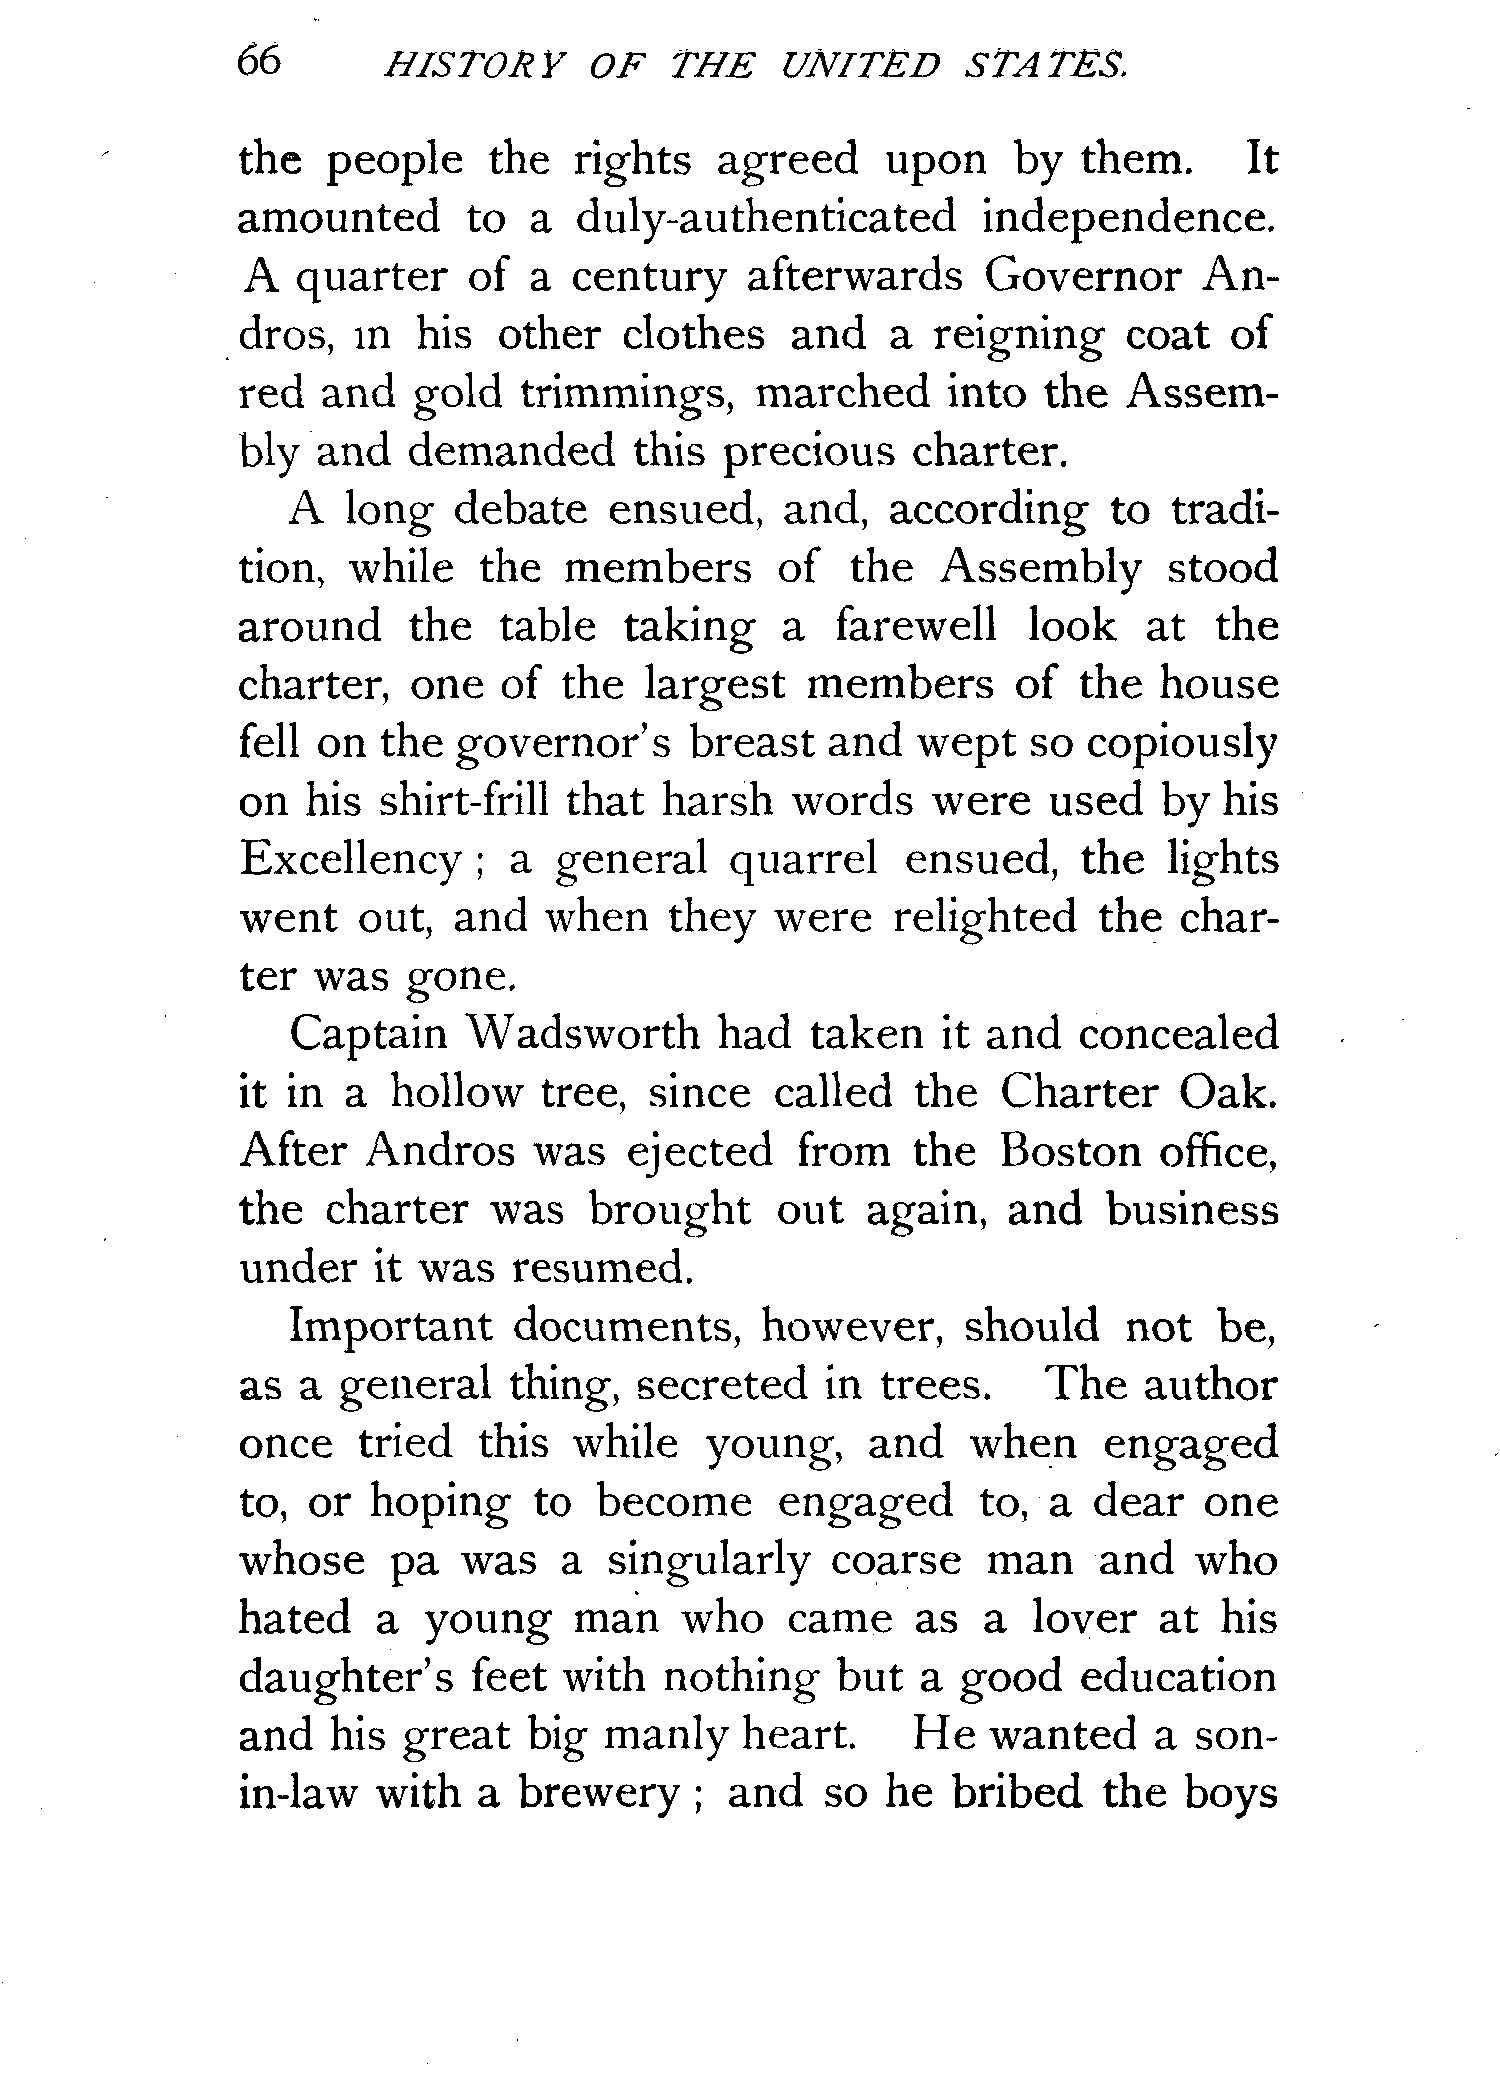 66 HISTORY OF THE UNITED STATES.
the people the rights agreed upon by them. It
amounted to a duly-authenticated independence.
A quarter of a century afterwards Governor An-
dros, in his other clothes and a reigning coat of
red and gold trimmings, marched into the Assem-
bly and demanded this precious charter.
A long debate ensued, and, according to tradi-
tion, while the members of the Assembly stood
around the table taking a farewell look at the
charter, one of the largest members of the house
fell on the governor's breast and wept so copiously
on his shirt-frill that harsh words were used by his
Excellency ; a general quarrel ensued, the lights
went out, and when they were relighted the char-
ter was gone.
Captain Wadsworth had taken it and concealed
it in a hollow tree, since called the Charter Oak.
After Andros was ejected from the Boston office,
the charter was brought out again, and business
under it was resumed.
Important documents, however, should not be,
as a general thing, secreted in trees. The author
once tried this while young, and when engaged
to, or hoping to become engaged to, a dear one
whose pa was a singularly coarse man and who
hated a young man who came as a lover at his
daughter's feet with nothing but a good education
and his great big manly heart. He wanted a son-
in-law with a brewery ; and so he bribed the boys